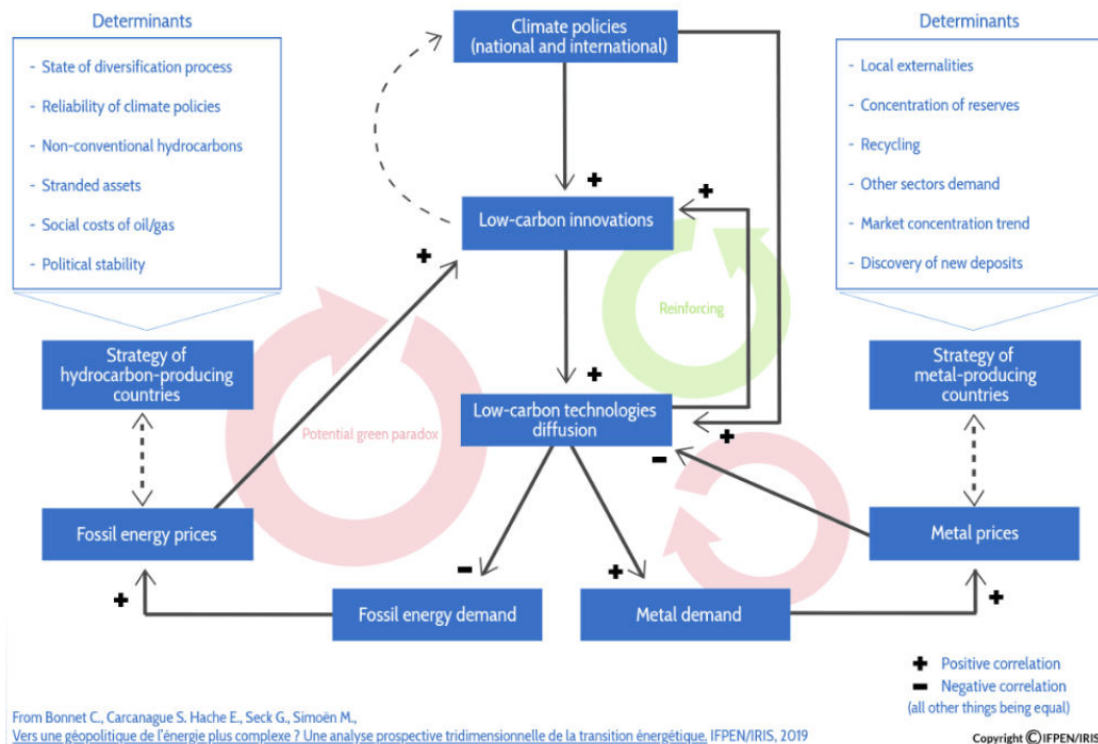 Determinants
- State of diversification process
- Reliability of climate policies
- Non-conventional hydrocarbons
- Stranded assets
- Social costs of oil/gas
- Political stability
Climate policies
(national and international)
Determinants
- Local externalities
- Concentration of reserves
- Recycling
- Other sectors demand
- Market concentration trend
- Discovery of new deposits
+
+
Low-carbon innovations
+
Reinforcing
Strategy of
hydrocarbon-producing
countries
Potential green paradox
+
Low-carbon technologies
diffusion
+
-
Strategy of
metal-producing
countries
Fossil energy prices
Metal prices
-
+
+
Fossil energy demand
Metal demand
+
+ Positive correlation
- Negative correlation
(all other things being equal)
From Bonnet C., Carcanague S. Hache E., Seck G., Simoën M.,
Vers une géopolitique de l'énergie plus complexe ? Une analyse prospective tridimensionnelle de la transition énergétique. IFPEN/IRIS, 2019
Copyright ©IFPEN/IRIS